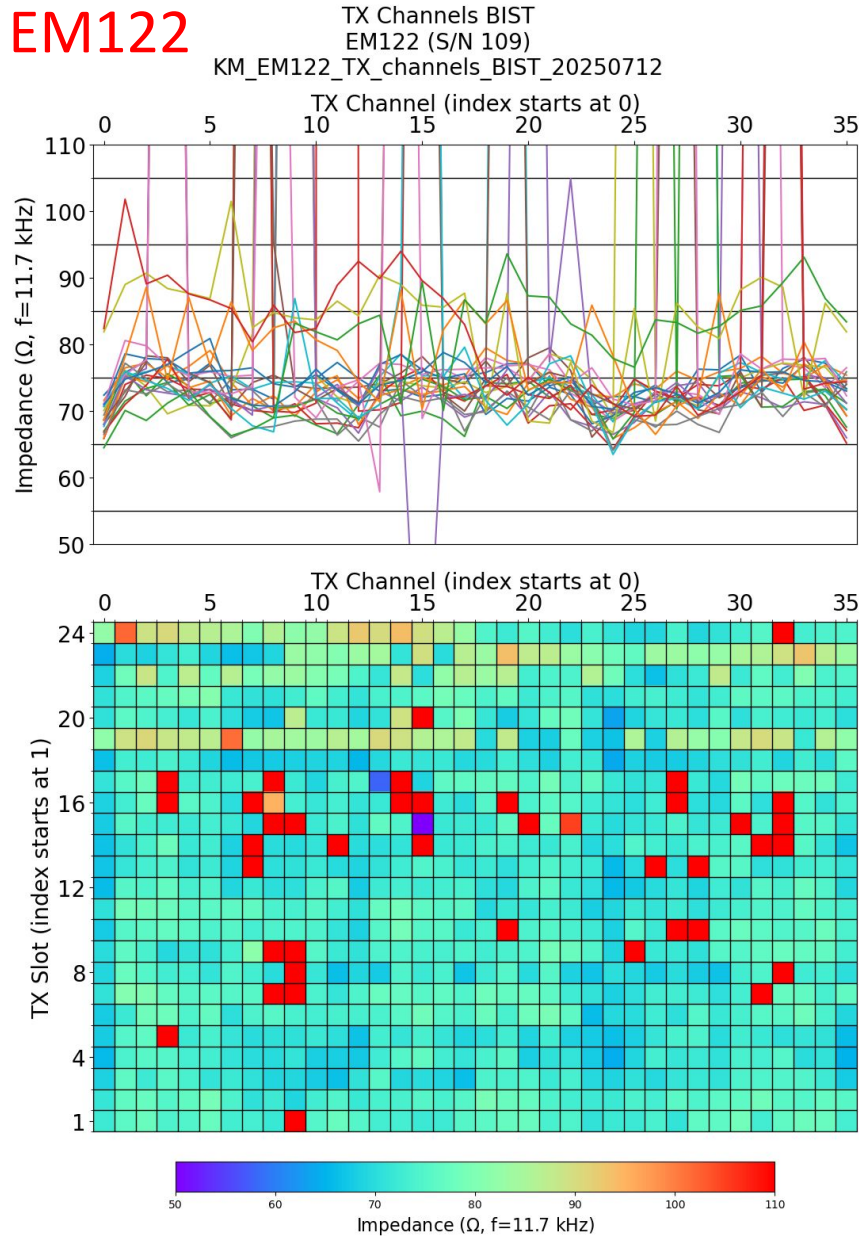 EM122
TX Channels BIST
EM122 (S/N 109)
KM_EM122_TX_channels_BIST_20250712
TX Channel (index starts at 0)
0 5 10 15 20 25 30 35
110
100
90
80
70
60
50
Impedance (Ω, f=11.7 kHz)
TX Channel (index starts at 0)
0 5 10 15 20 25 30 35
24
20
16
12
8
4
1
TX Slot (index starts at 1)
50 60 70 80 90 100 110
Impedance (Ω, f=11.7 kHz)